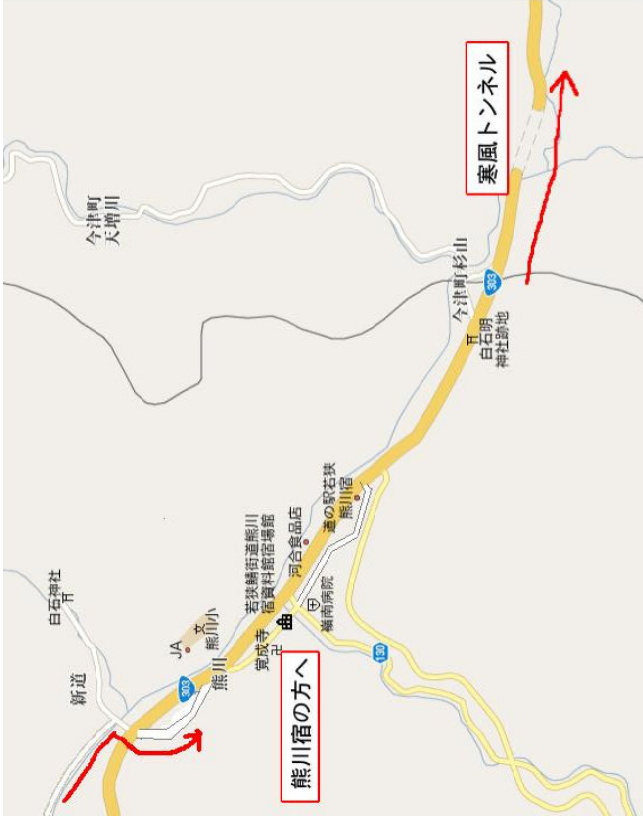 白石神社
新道
今津町
天増川
JA
303
文
熊川小
熊川
若狭鯖街道熊川
宿資料館宿場館
覚成寺
河合食品店
熊川宿の方へ
嶺南病院
道の駅若狭
熊川宿
130
今津町杉山
白石明
神社跡地
303
寒風トンネル